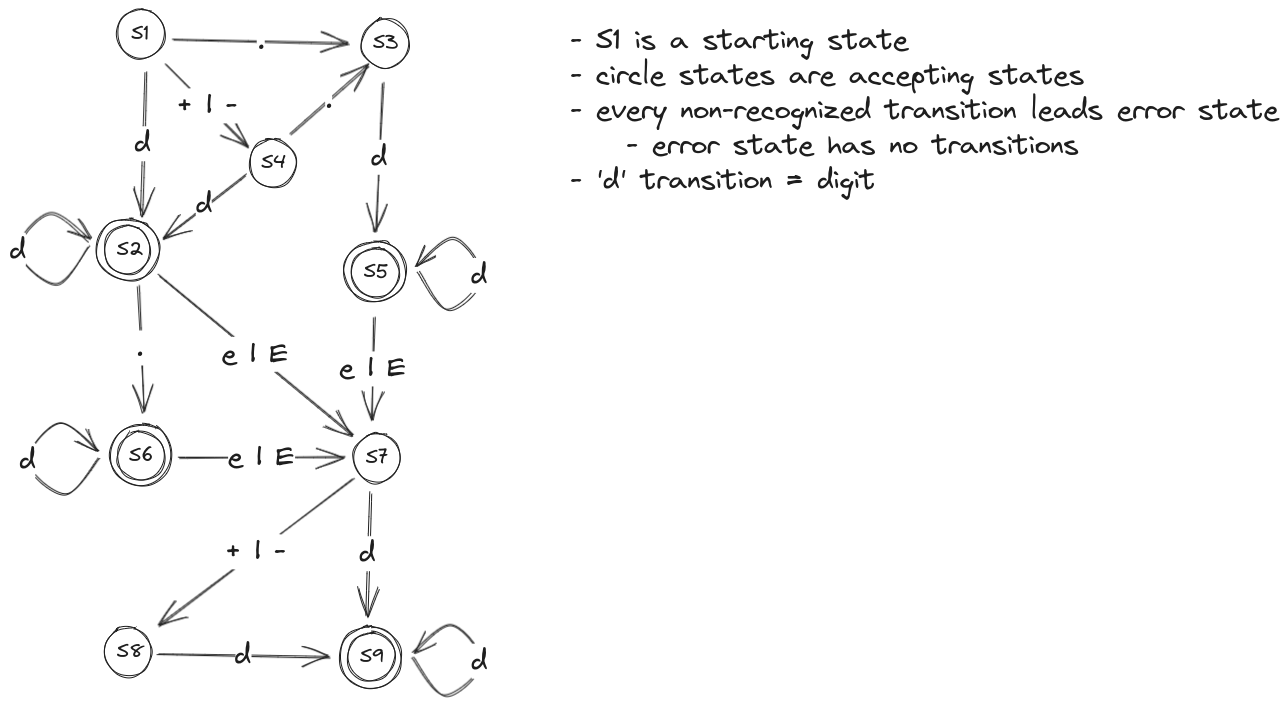 S1
.
S3
+ | -
.
d
S4
d
d
d
S2
S5
d
.
e | E
e | E
d
S6
e | E
S7
+ | -
d
S8
d
S9
d
- S1 is a starting state
- circle states are accepting states
- every non-recognized transition leads error state
- error state has no transitions
- 'd' transition = digit